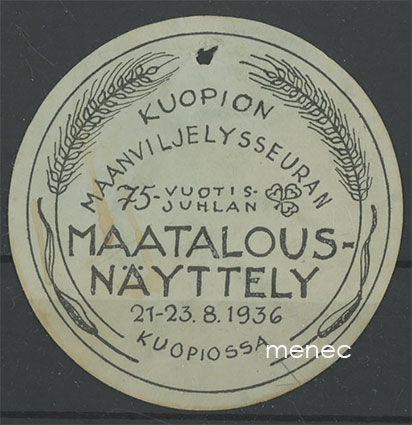 KUOPION
MAANVILJELYSSEURAN
75-VUOTIS-
JUHLAN
MAATALOUS-
NÄYTTELY
21-23.8.1936
KUOPIOSSA
menec